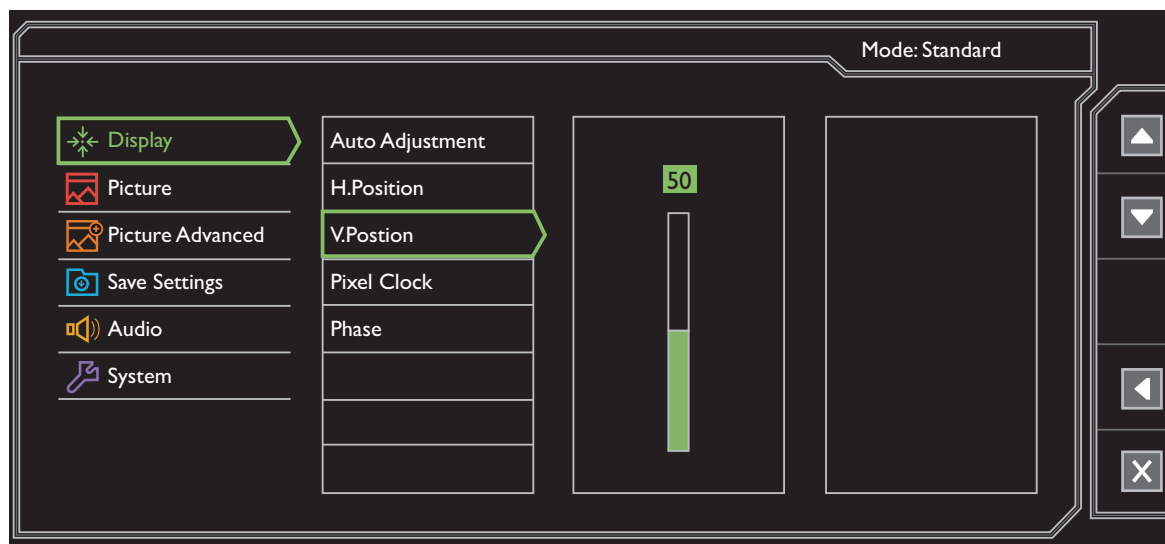 Mode: Standard
Display
Picture
Picture Advanced
Save Settings
Audio
System
Auto Adjustment
H.Position
V.Postion
Pixel Clock
Phase
50